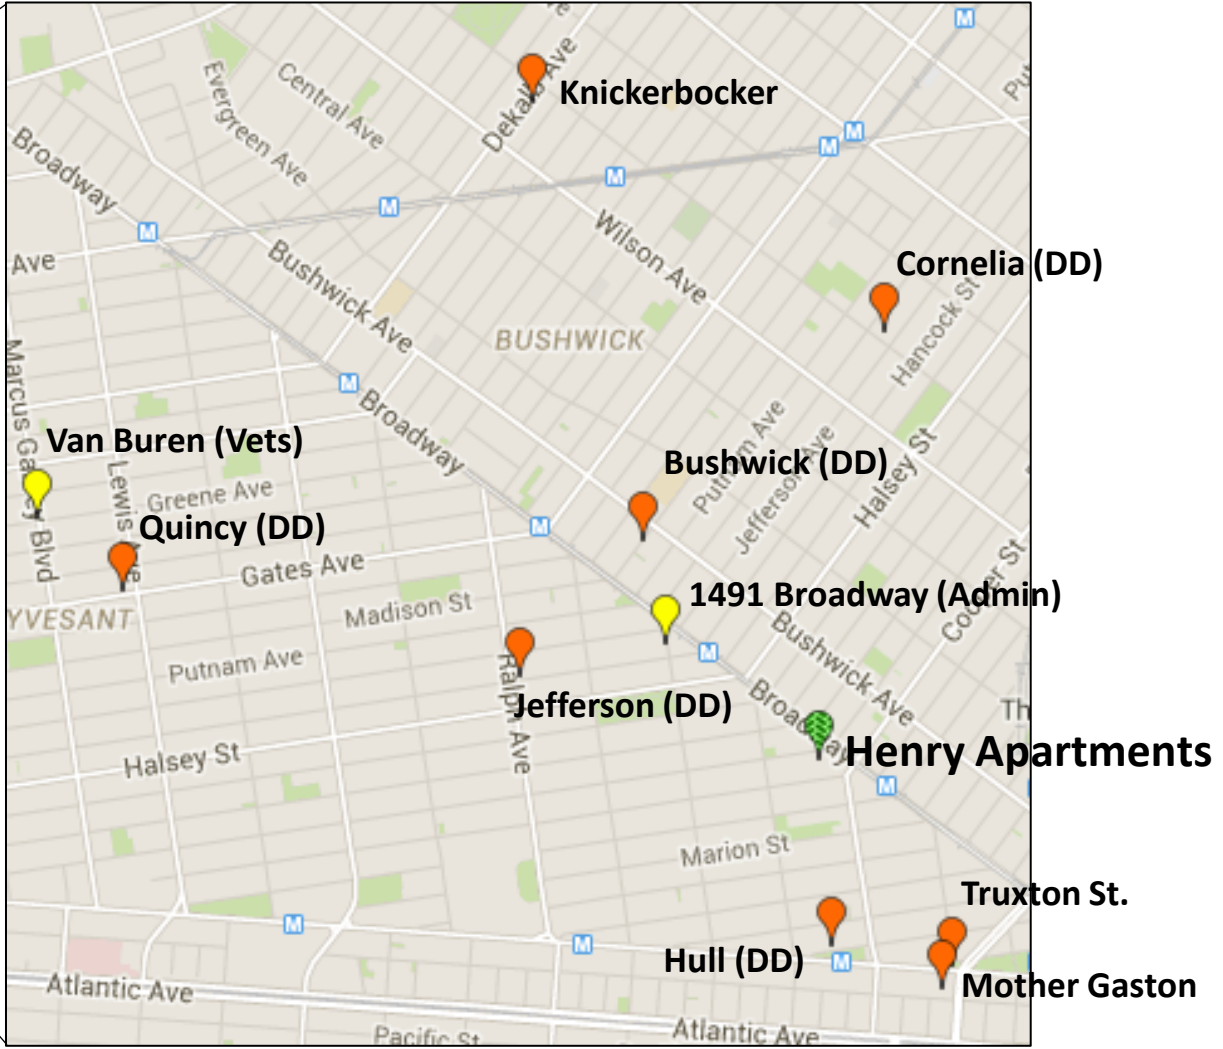 M
Knickerbocker
Dekalb Ave
Central Ave
Evergreen Ave
Broadway
M
M
M
M
M
Wilson Ave
Ave
Bushwick Ave
Cornelia (DD)
Hancock St
BUSHWICK
M
Broadway
Marcus Garvey Blvd
Van Buren (Vets)
Lewis Ave
Greene Ave
Quincy (DD)
Bushwick (DD)
Putnam Ave
Jefferson Ave
Halsey St
M
Gates Ave
Madison St
1491 Broadway (Admin)
Cooper St
YVESANT
Putnam Ave
Ralph Ave
Jefferson (DD)
M
Bushwick Ave
Broadway
Th
Henry Apartments
Halsey St
M
Marion St
Truxton St.
M
M
Hull (DD)
M
Mother Gaston
Atlantic Ave
Atlantic Ave
Pacific St